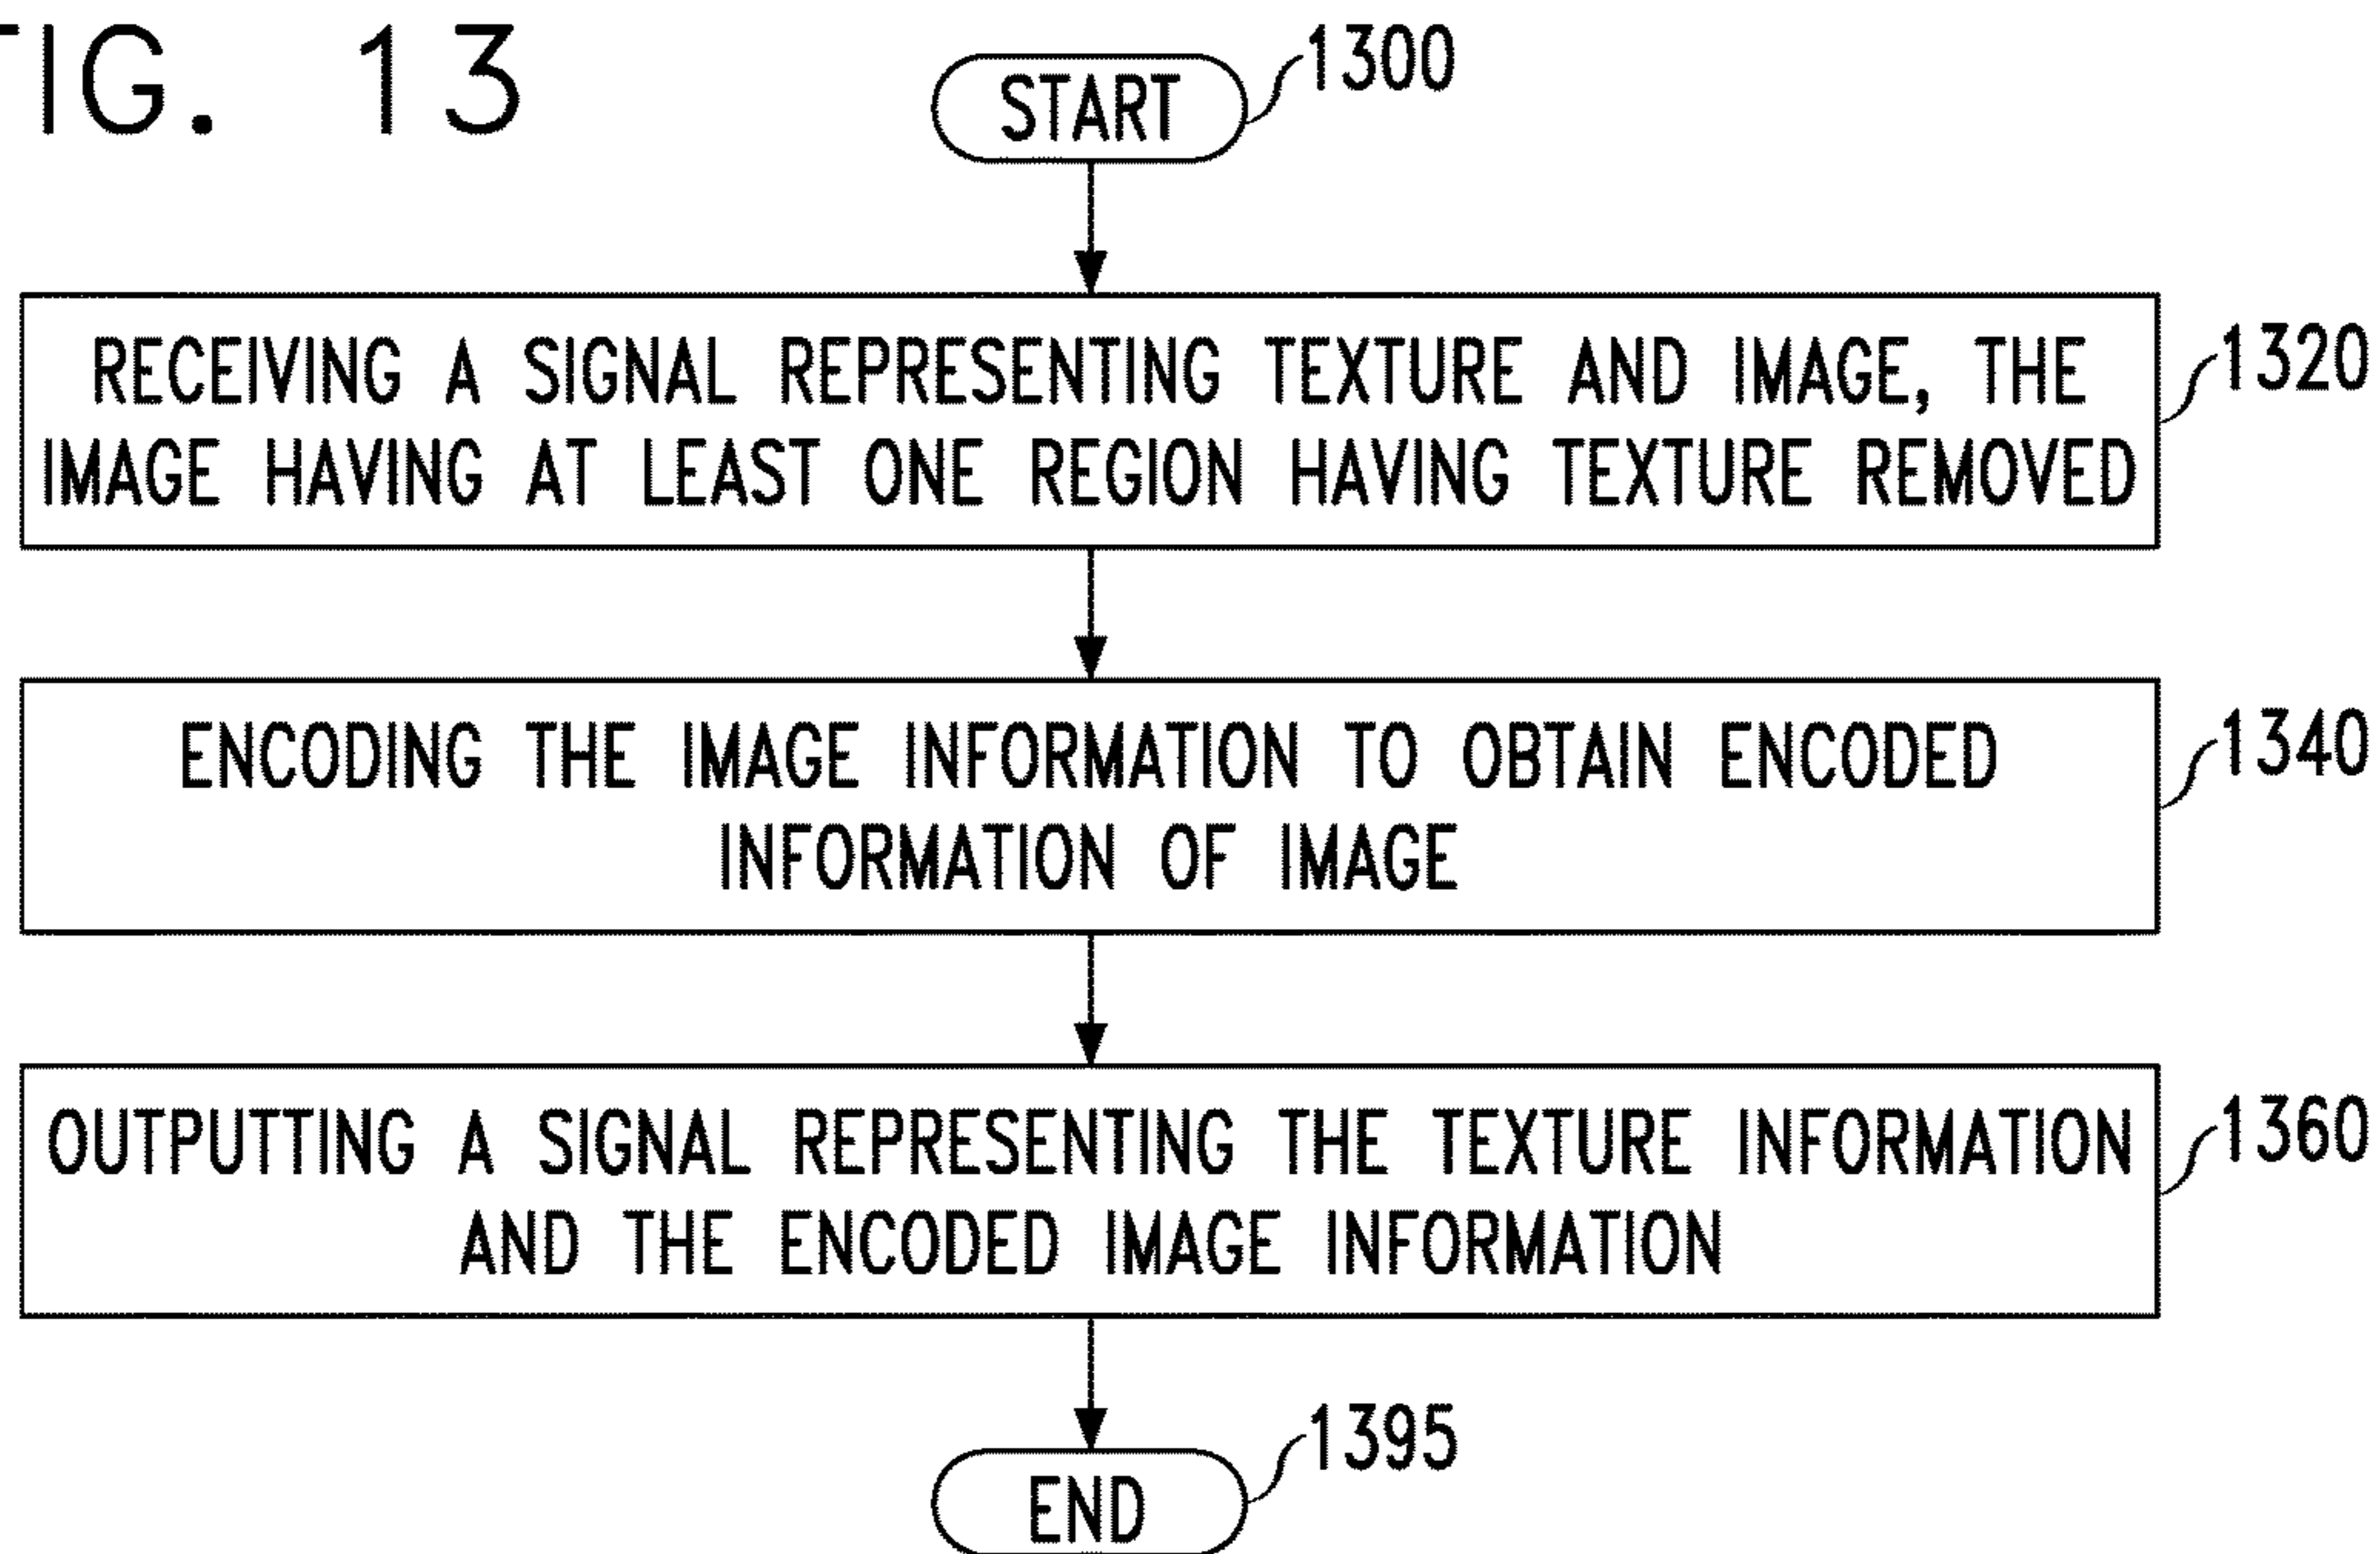 FIG. 13
START
1300
RECEIVING A SIGNAL REPRESENTING TEXTURE AND IMAGE, THE
IMAGE HAVING AT LEAST ONE REGION HAVING TEXTURE REMOVED
1320
ENCODING THE IMAGE INFORMATION TO OBTAIN ENCODED
INFORMATION OF IMAGE
1340
OUTPUTTING A SIGNAL REPRESENTING THE TEXTURE INFORMATION
AND THE ENCODED IMAGE INFORMATION
1360
END
1395